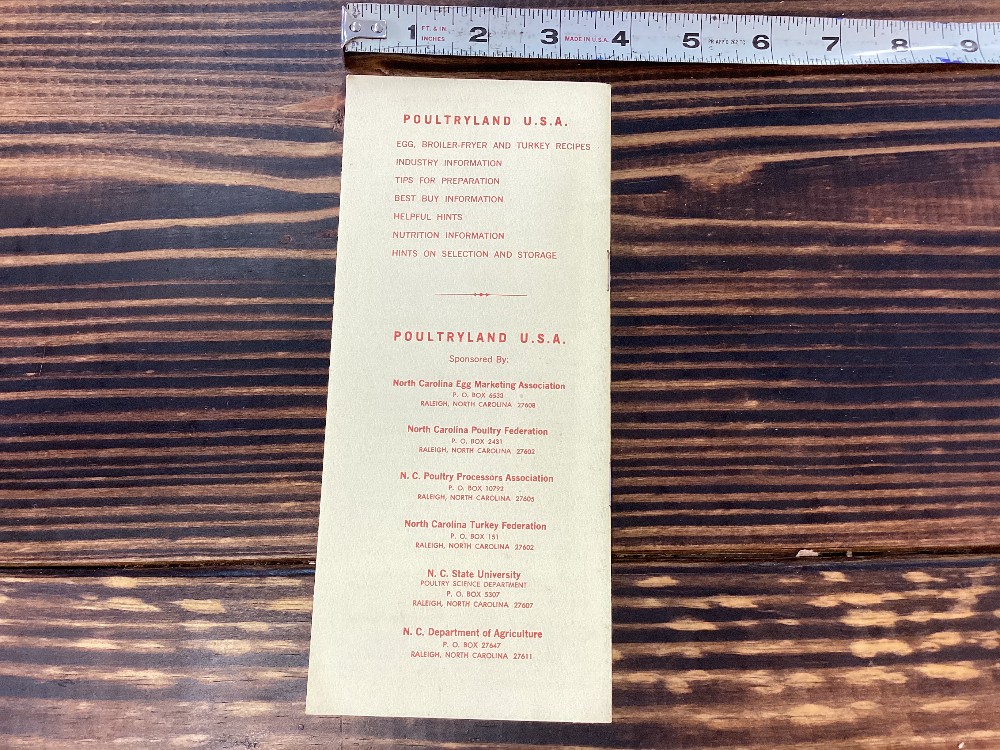 FT. & IN.
INCHES
1 2 3 MADE IN U.S.A. 4 5 6 7 8 9
POULTRYLAND U.S.A.
EGG, BROILER-FRYER AND TURKEY RECIPES
INDUSTRY INFORMATION
TIPS FOR PREPARATION
BEST BUY INFORMATION
HELPFUL HINTS
NUTRITION INFORMATION
HINTS ON SELECTION AND STORAGE
POULTRYLAND U.S.A.
Sponsored By:
North Carolina Egg Marketing Association
P. O. BOX 6533
RALEIGH, NORTH CAROLINA 27608
North Carolina Poultry Federation
P. O. BOX 2431
RALEIGH, NORTH CAROLINA 27602
N. C. Poultry Processors Association
P. O. BOX 10792
RALEIGH, NORTH CAROLINA 27605
North Carolina Turkey Federation
P. O. BOX 151
RALEIGH, NORTH CAROLINA 27602
N. C. State University
POULTRY SCIENCE DEPARTMENT
P. O. BOX 5307
RALEIGH, NORTH CAROLINA 27607
N. C. Department of Agriculture
P. O. BOX 27647
RALEIGH, NORTH CAROLINA 27611